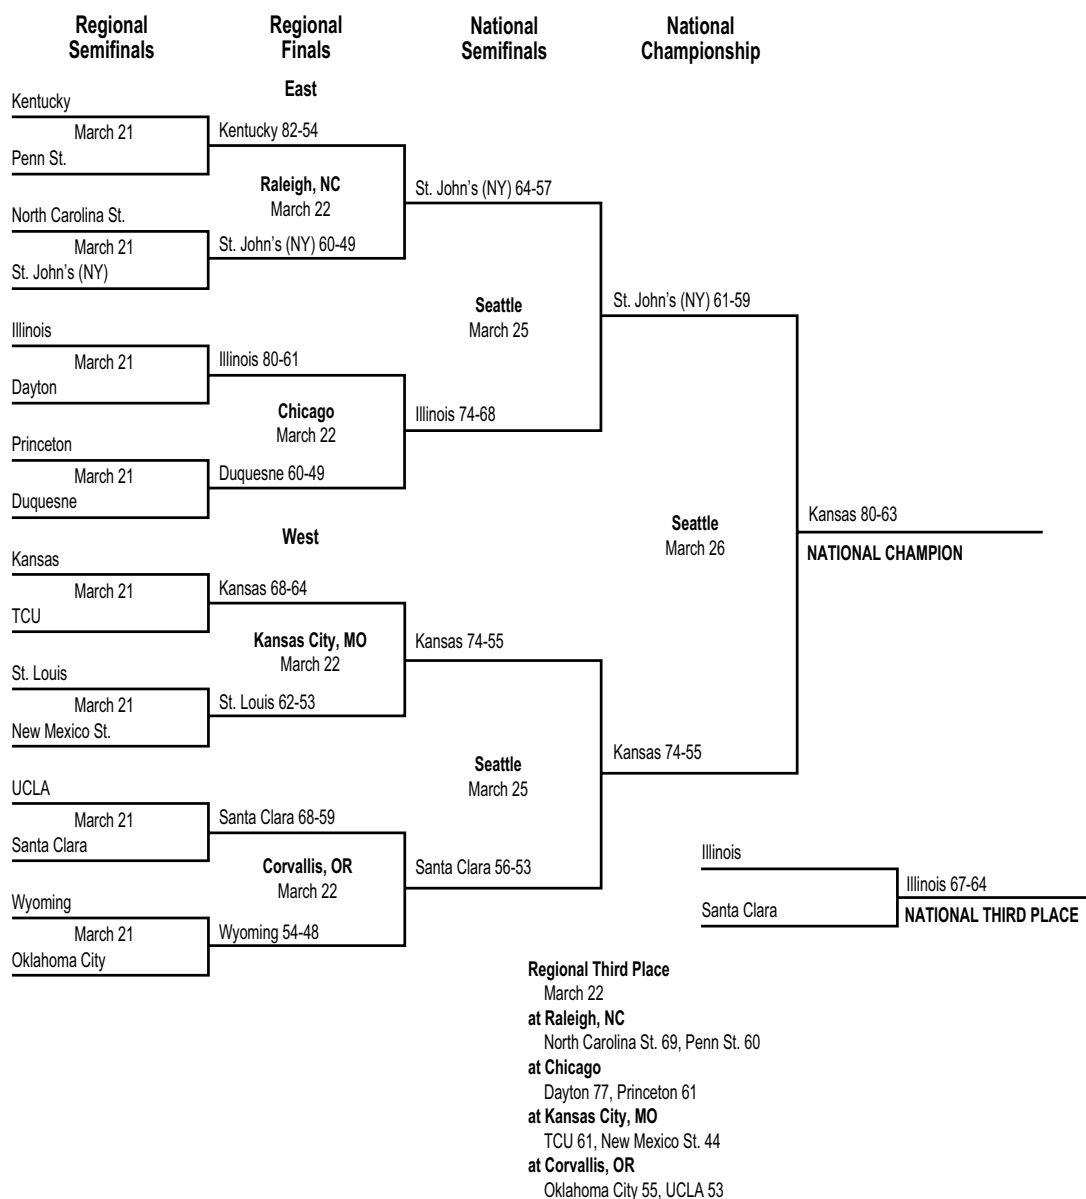 Regional
Semifinals
Regional
Finals
National
Semifinals
National
Championship
East
Kentucky
March 21
Penn St.
Kentucky 82-54
Raleigh, NC
March 22
North Carolina St.
March 21
St. John’s (NY)
St. John’s (NY) 60-49
St. John’s (NY) 64-57
Seattle
March 25
St. John’s (NY) 61-59
Illinois
March 21
Dayton
Illinois 80-61
Chicago
March 22
Illinois 74-68
Princeton
March 21
Duquesne
Duquesne 60-49
Seattle
March 26
Kansas 80-63
NATIONAL CHAMPION
West
Kansas
March 21
TCU
Kansas 68-64
Kansas City, MO
March 22
Kansas 74-55
St. Louis
March 21
New Mexico St.
St. Louis 62-53
Seattle
March 25
Kansas 74-55
UCLA
March 21
Santa Clara
Santa Clara 68-59
Corvallis, OR
March 22
Santa Clara 56-53
Wyoming
March 21
Oklahoma City
Wyoming 54-48
Illinois
Santa Clara
Illinois 67-64
NATIONAL THIRD PLACE
Regional Third Place
March 22
at Raleigh, NC
North Carolina St. 69, Penn St. 60
at Chicago
Dayton 77, Princeton 61
at Kansas City, MO
TCU 61, New Mexico St. 44
at Corvallis, OR
Oklahoma City 55, UCLA 53